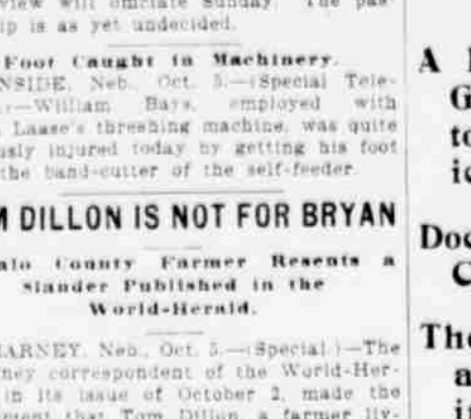 view will officiate Sunday. The pas-
ip is as yet undecided.
Foot Caught in Machinery.
NSIDE, Neb., Oct. 5.—(Special Tele-
.)—William Bays, employed with
Laase's threshing machine, was quite
usly injured today by getting his foot
the band-cutter of the self-feeder.
M DILLON IS NOT FOR BRYAN
alo County Farmer Resents a
Slander Published in the
World-Herald.
EARNEY, Neb., Oct. 5.—(Special.)—The
ney correspondent of the World-Her-
in its issue of October 2, made the
ment that Tom Dillon, a farmer liv-
A
G
to
ic
Doc
C
The
a